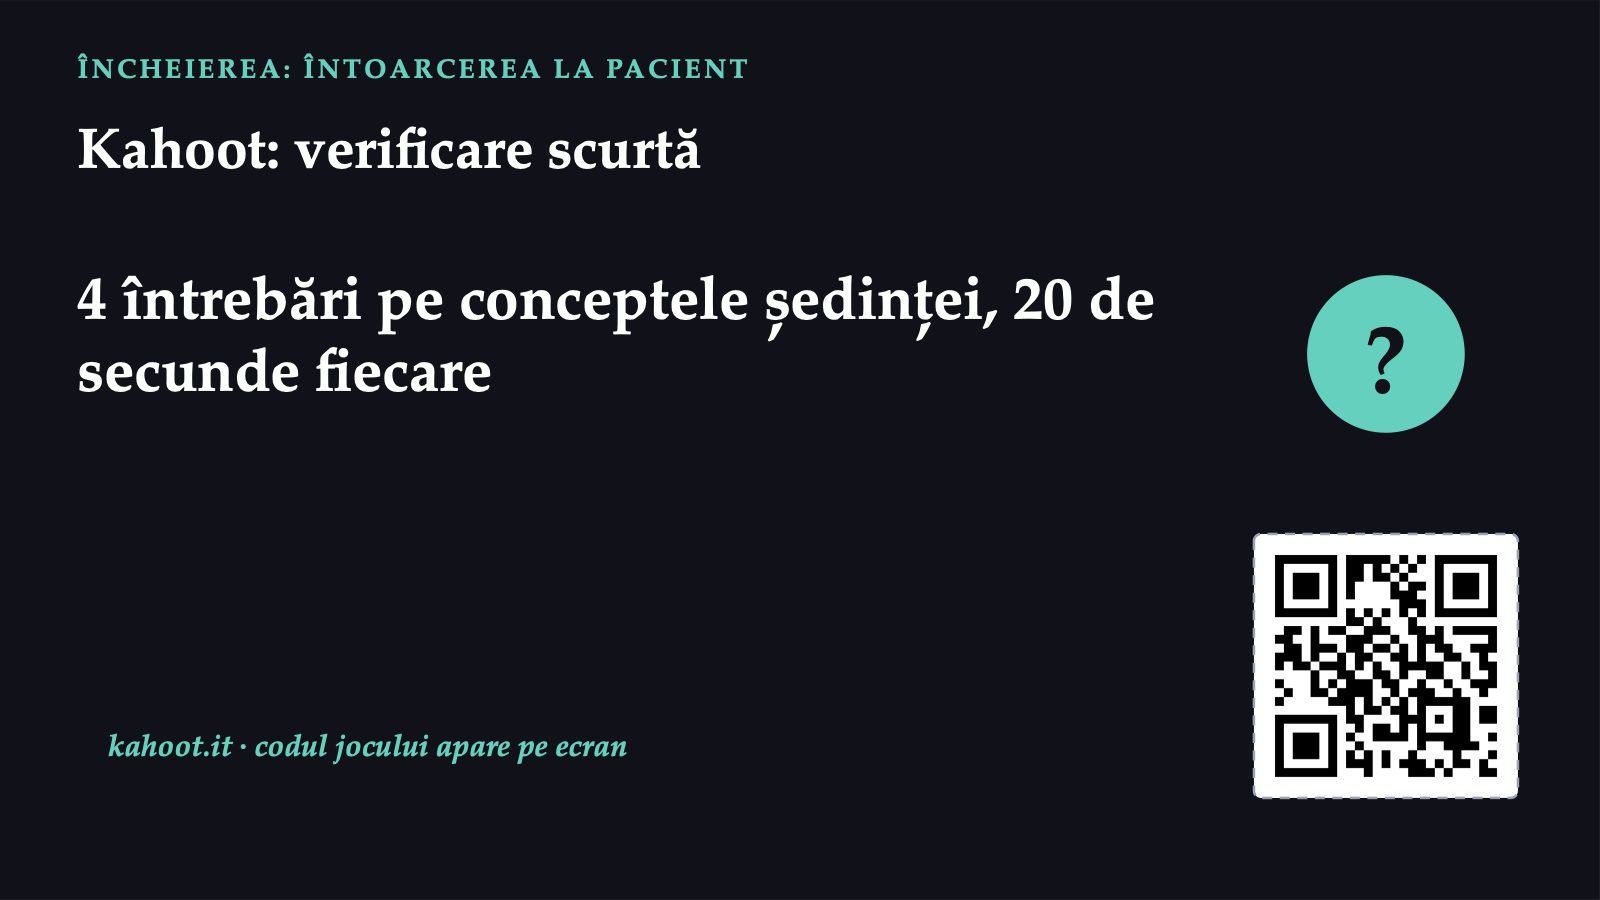 ÎNCHEIEREA: ÎNTOARCEREA LA PACIENT
Kahoot: verificare scurtă
4 întrebări pe conceptele ședinței, 20 de
secunde fiecare
?
kahoot.it · codul jocului apare pe ecran